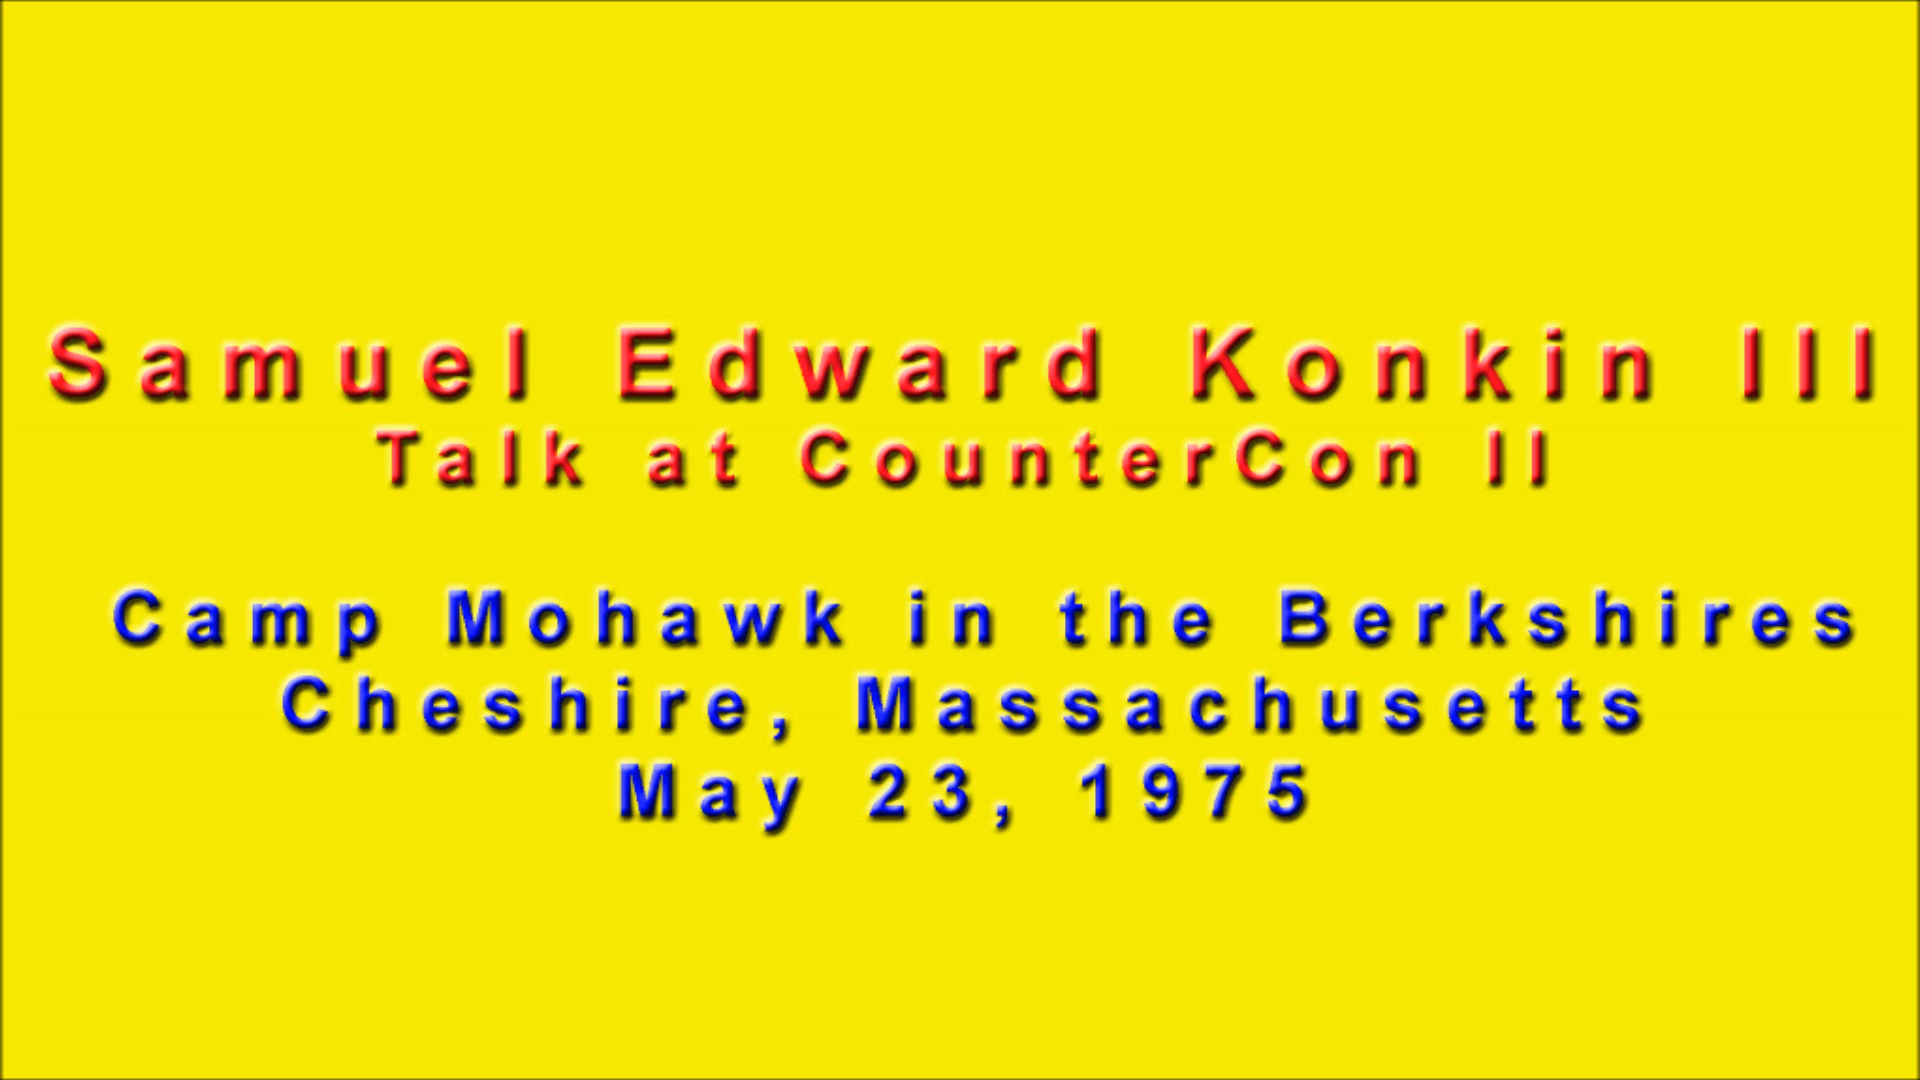 Samuel Edward Konkin III
Talk at CounterCon II
Camp Mohawk in the Berkshires
Cheshire, Massachusetts
May 23, 1975